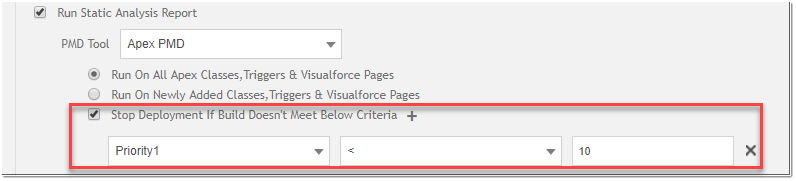 Run Static Analysis Report
PMD Tool Apex PMD
Run On All Apex Classes,Triggers & Visualforce Pages
Run On Newly Added Classes,Triggers & Visualforce Pages
Stop Deployment If Build Doesn't Meet Below Criteria +
Priority1 < 10